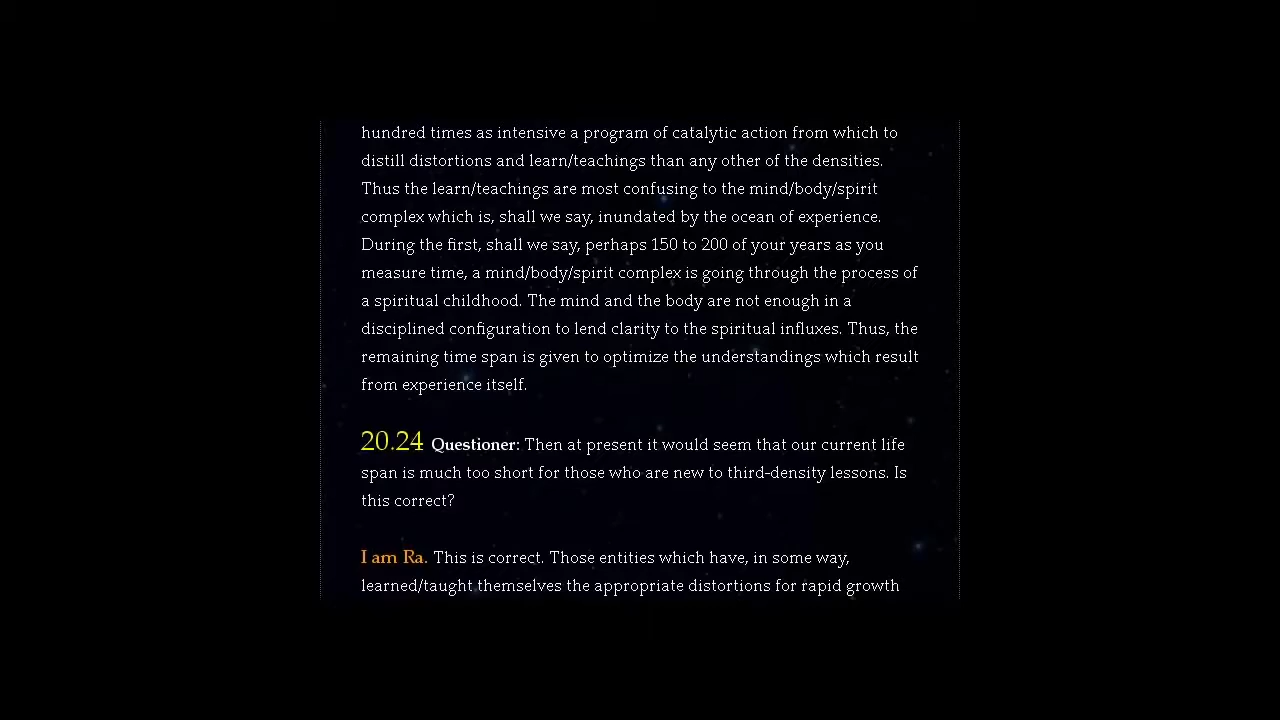 hundred times as intensive a program of catalytic action from which to
distill distortions and learn/teachings than any other of the densities.
Thus the learn/teachings are most confusing to the mind/body/spirit
complex which is, shall we say, inundated by the ocean of experience.
During the first, shall we say, perhaps 150 to 200 of your years as you
measure time, a mind/body/spirit complex is going through the process of
a spiritual childhood. The mind and the body are not enough in a
disciplined configuration to lend clarity to the spiritual influxes. Thus, the
remaining time span is given to optimize the understandings which result
from experience itself.
20.24 Questioner: Then at present it would seem that our current life
span is much too short for those who are new to third-density lessons. Is
this correct?
I am Ra. This is correct. Those entities which have, in some way,
learned/taught themselves the appropriate distortions for rapid growth